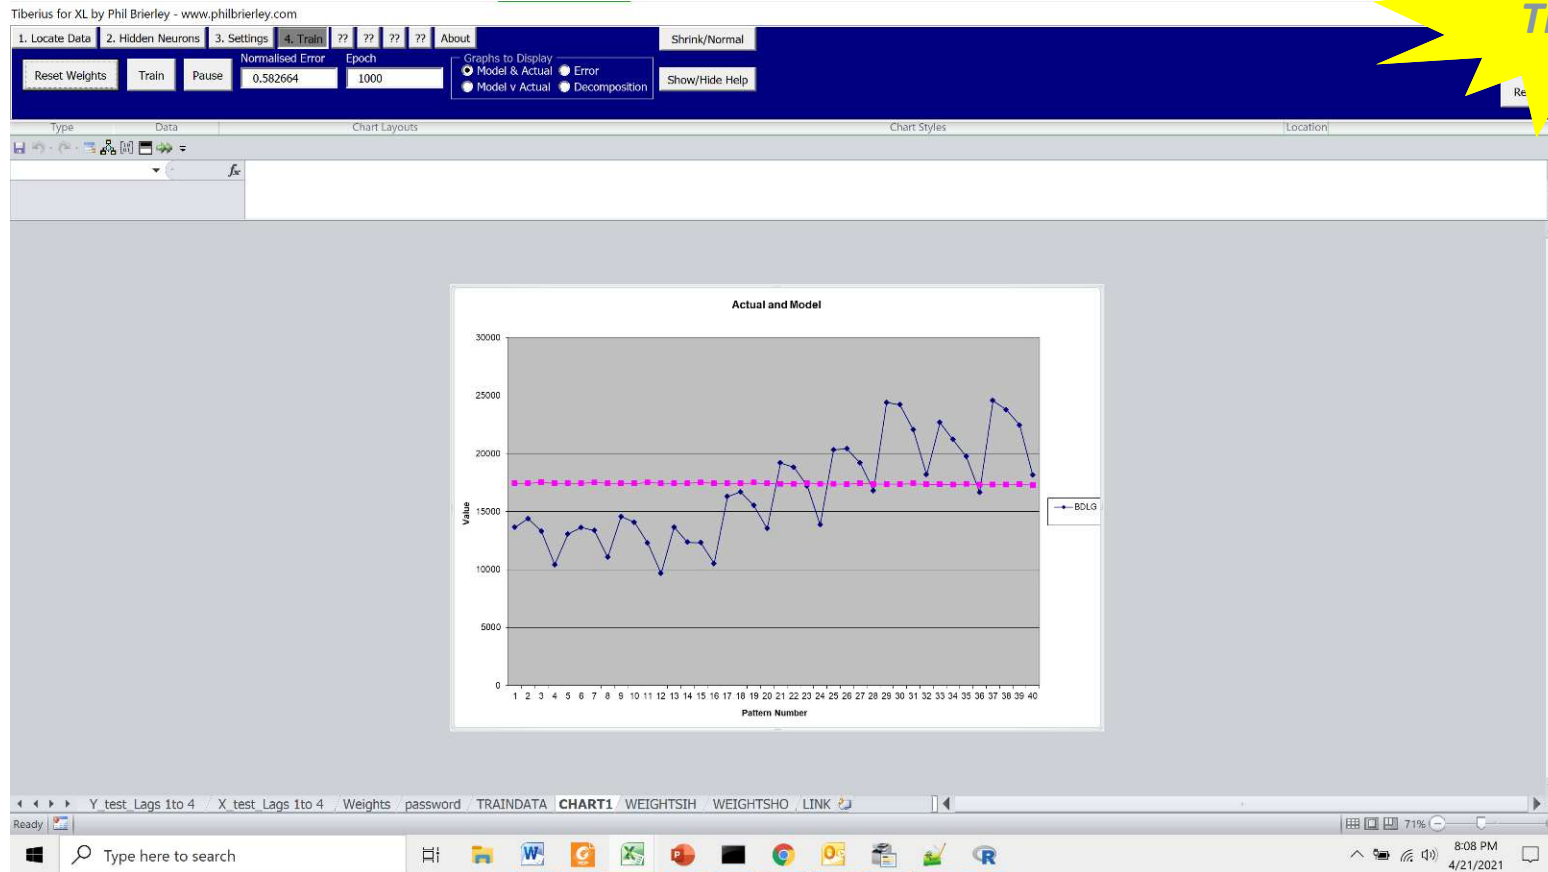 Tiberius for XL by Phil Brierley - www.philbrierley.com
1. Locate Data 2. Hidden Neurons 3. Settings 4. Train ?? ?? ?? ?? About
Shrink/Normal
Normalised Error Epoch
Graphs to Display
Reset Weights Train Pause 0.582664 1000
Model & Actual Error
Model v Actual Decomposition
Show/Hide Help
Type Data Chart Layouts Chart Styles Location
fx
Actual and Model
30000
25000
20000
15000
10000
5000
0
Value
BDLG
1 2 3 4 5 6 7 8 9 10 11 12 13 14 15 16 17 18 19 20 21 22 23 24 25 26 27 28 29 30 31 32 33 34 35 36 37 38 39 40
Pattern Number
Y_test_Lags 1to 4 X_test_Lags 1to 4 Weights password TRAINDATA CHART1 WEIGHTSIH WEIGHTSHO LINK
Ready
71%
Type here to search
8:08 PM
4/21/2021